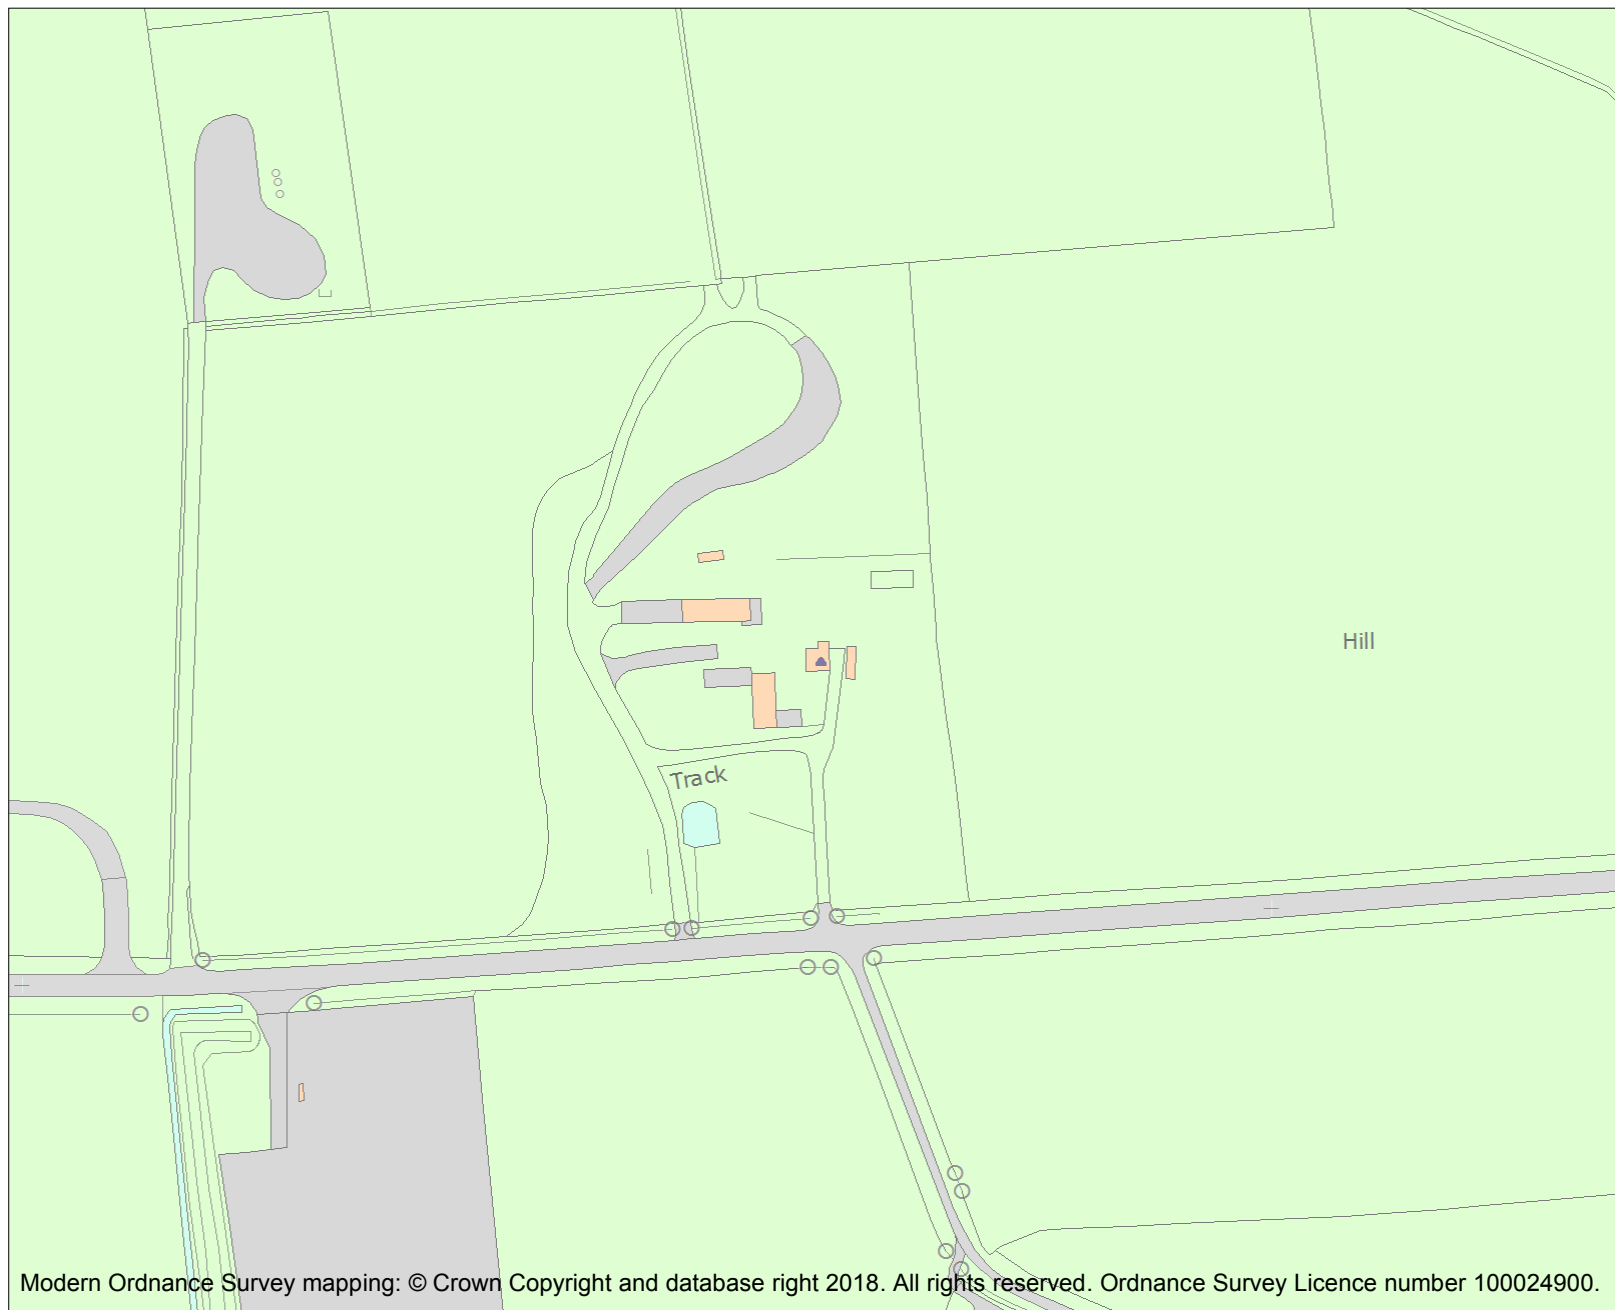 Hill
Track
Modern Ordnance Survey mapping: © Crown Copyright and database right 2018. All rights reserved. Ordnance Survey Licence number 100024900.